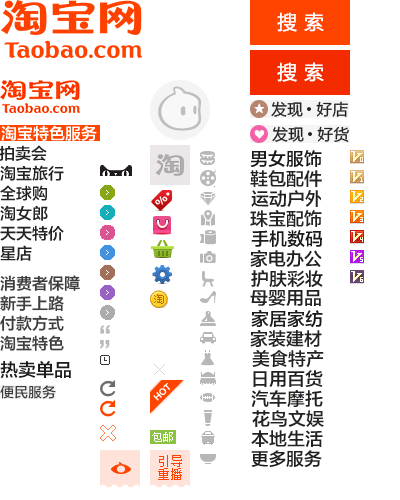 淘宝网
Taobao.com
搜 索
搜 索
淘宝网
Taobao.com
淘宝特色服务
拍卖会
淘宝旅行
全球购
淘女郎
天天特价
星店
消费者保障
新手上路
付款方式
淘宝特色
热卖单品
便民服务
淘
%
淘
HOT
包邮
引导
重播
发现·好店
发现·好货
男女服饰
鞋包配件
运动户外
珠宝配饰
手机数码
家电办公
护肤彩妆
母婴用品
家居家纺
家装建材
美食特产
日用百货
汽车摩托
花鸟文娱
本地生活
更多服务